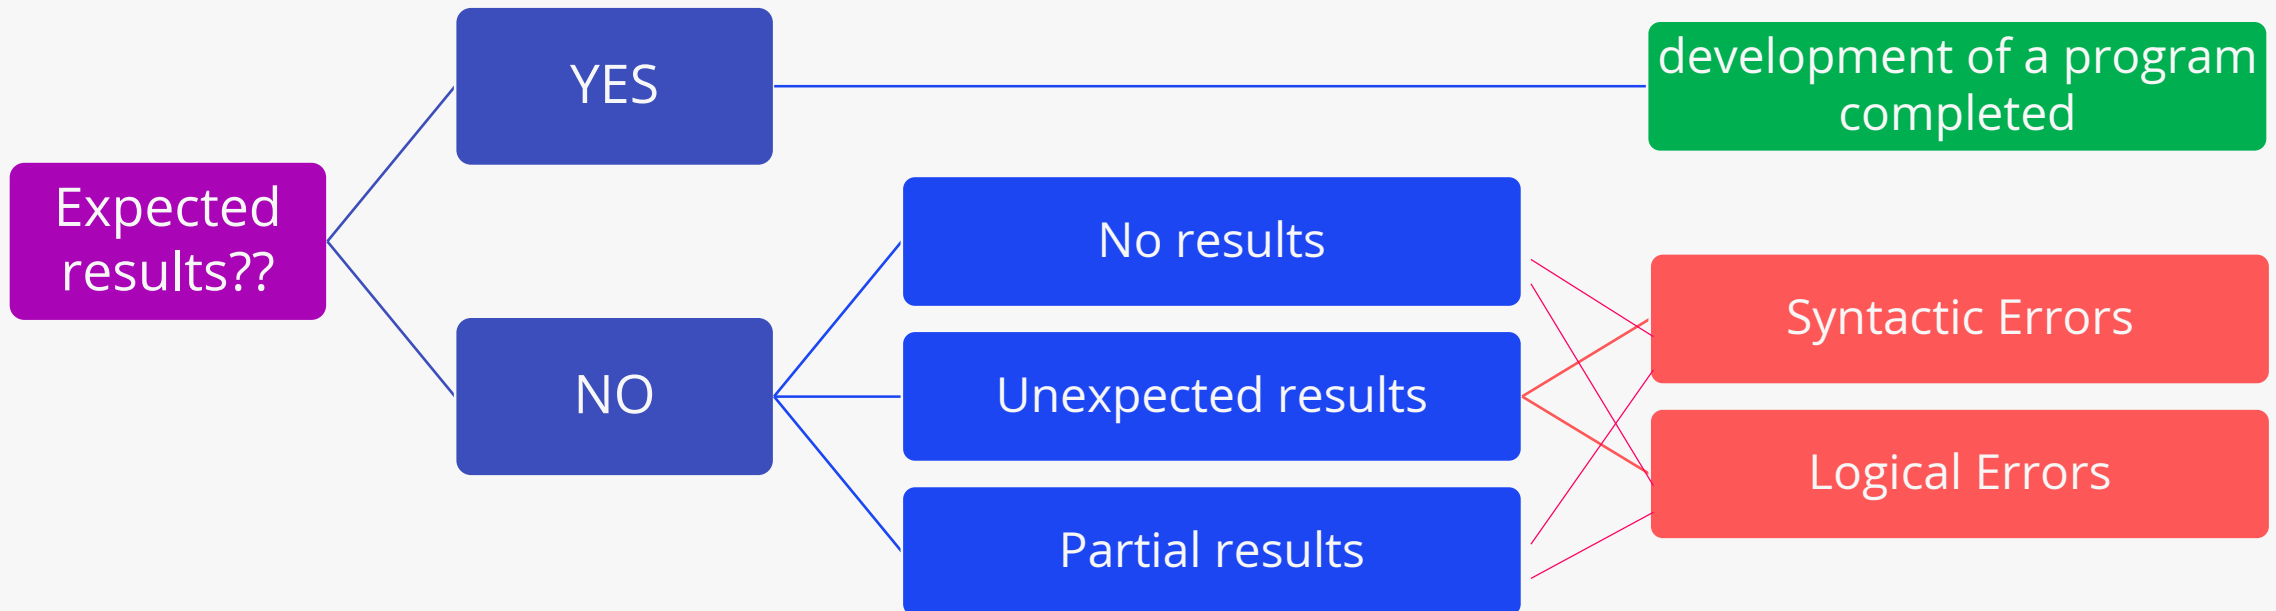 Expected
results??
YES
development of a program
completed
NO
No results
Unexpected results
Partial results
Syntactic Errors
Logical Errors